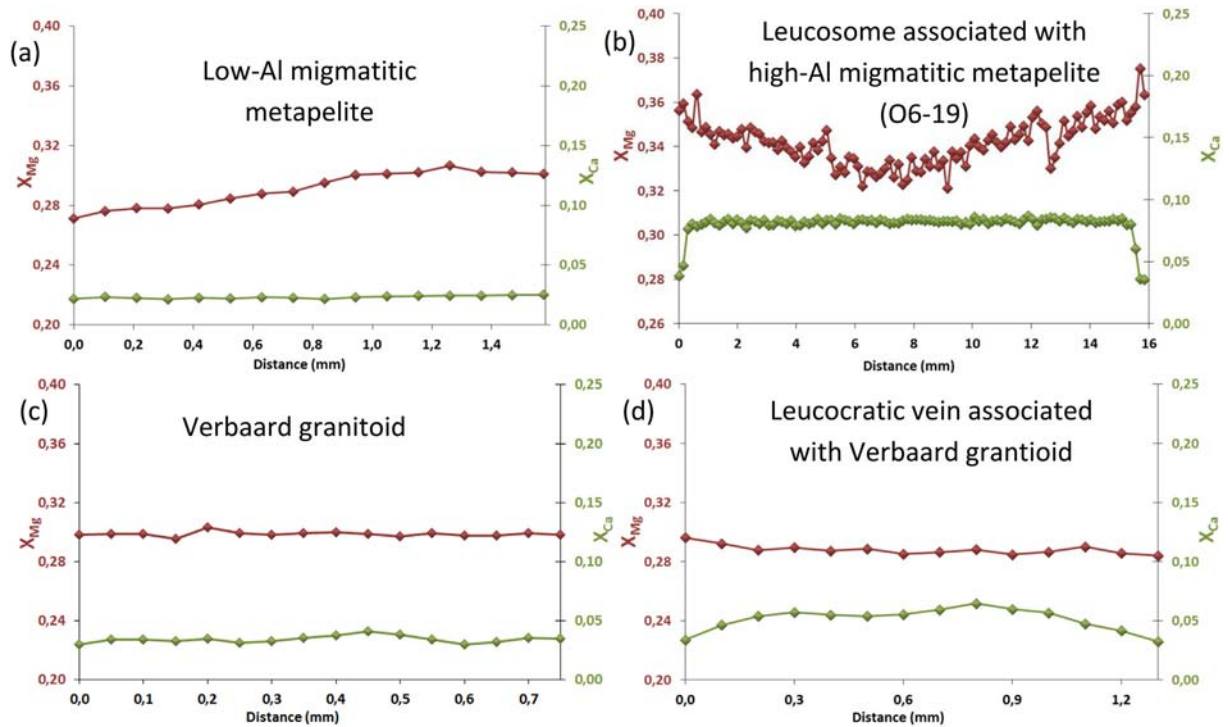 (a)
Low-Al migmatitic
metapelite
0,40
0,36
0,32
0,28
0,24
0,20
XMg
0,25
0,20
0,15
0,10
0,05
0,00
XCa
0,0 0,2 0,4 0,6 0,8 1,0 1,2 1,4
Distance (mm)
(b)
Leucosome associated with
high-Al migmatitic metapelite
(O6-19)
0,40
0,38
0,36
0,34
0,32
0,30
0,28
0,26
XMg
0,25
0,20
0,15
0,10
0,05
0,00
XCa
0 2 4 6 8 10 12 14 16
Distance (mm)
(c)
Verbaard granitoid
0,40
0,36
0,32
0,28
0,24
0,20
XMg
0,25
0,20
0,15
0,10
0,05
0,00
XCa
0,0 0,1 0,2 0,3 0,4 0,5 0,6 0,7
Distance (mm)
(d)
Leucocratic vein associated
with Verbaard grantioid
0,40
0,36
0,32
0,28
0,24
0,20
XMg
0,25
0,20
0,15
0,10
0,05
0,00
XCa
0,0 0,3 0,6 0,9 1,2
Distance (mm)